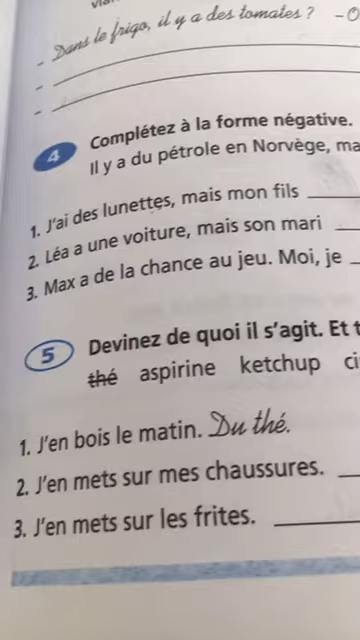 - Dans le frigo, il y a des tomates ? - O
-
-
4 Complétez à la forme négative.
Il y a du pétrole en Norvège, ma
1. J'ai des lunettes, mais mon fils
2. Léa a une voiture, mais son mari
3. Max a de la chance au jeu. Moi, je
5 Devinez de quoi il s'agit. Et t
thé aspirine ketchup ci
1. J'en bois le matin. Du thé.
2. J'en mets sur mes chaussures.
3. J'en mets sur les frites.